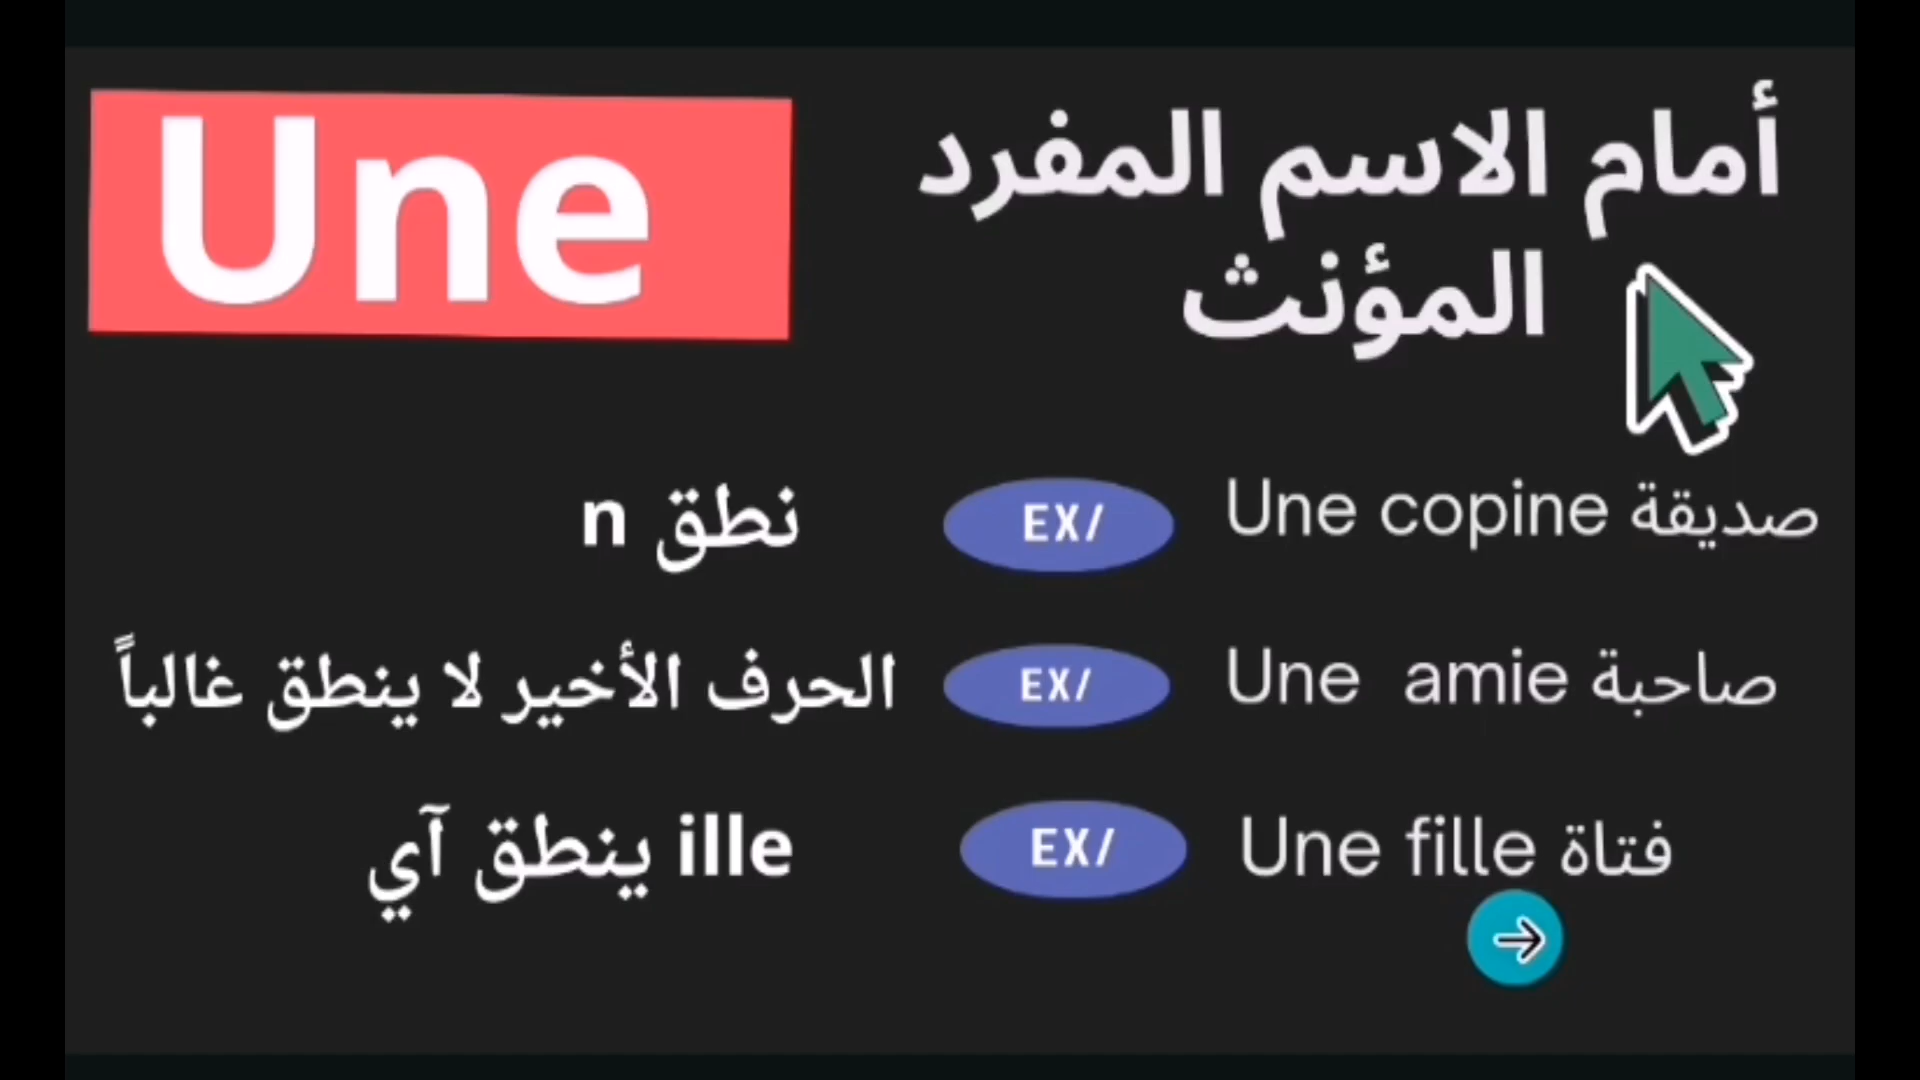 Une
أمام الاسم المفرد
المؤنث
Une copine صديقة
EX/
نطق n
Une amie صاحبة
EX/
الحرف الأخير لا ينطق غالباً
Une fille فتاة
EX/
ille ينطق آي